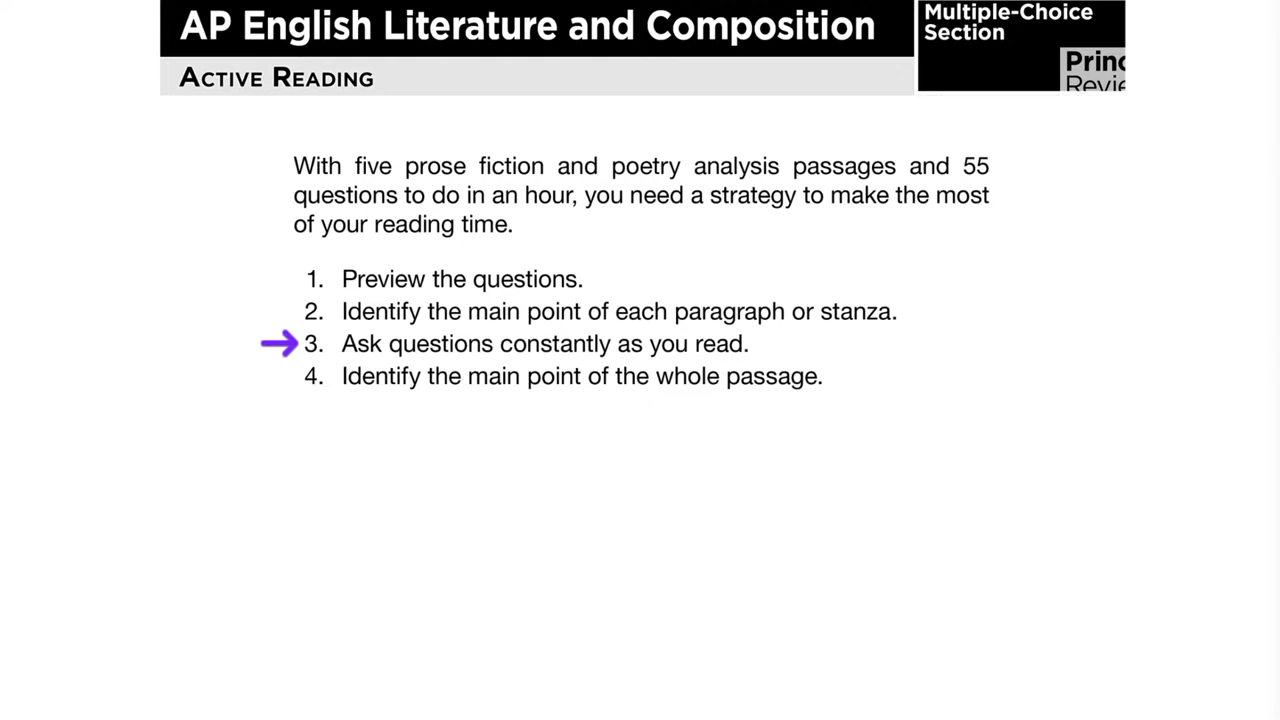 AP English Literature and Composition
Multiple-Choice
Section
ACTIVE READING
With five prose fiction and poetry analysis passages and 55
questions to do in an hour, you need a strategy to make the most
of your reading time.
1. Preview the questions.
2. Identify the main point of each paragraph or stanza.
3. Ask questions constantly as you read.
4. Identify the main point of the whole passage.